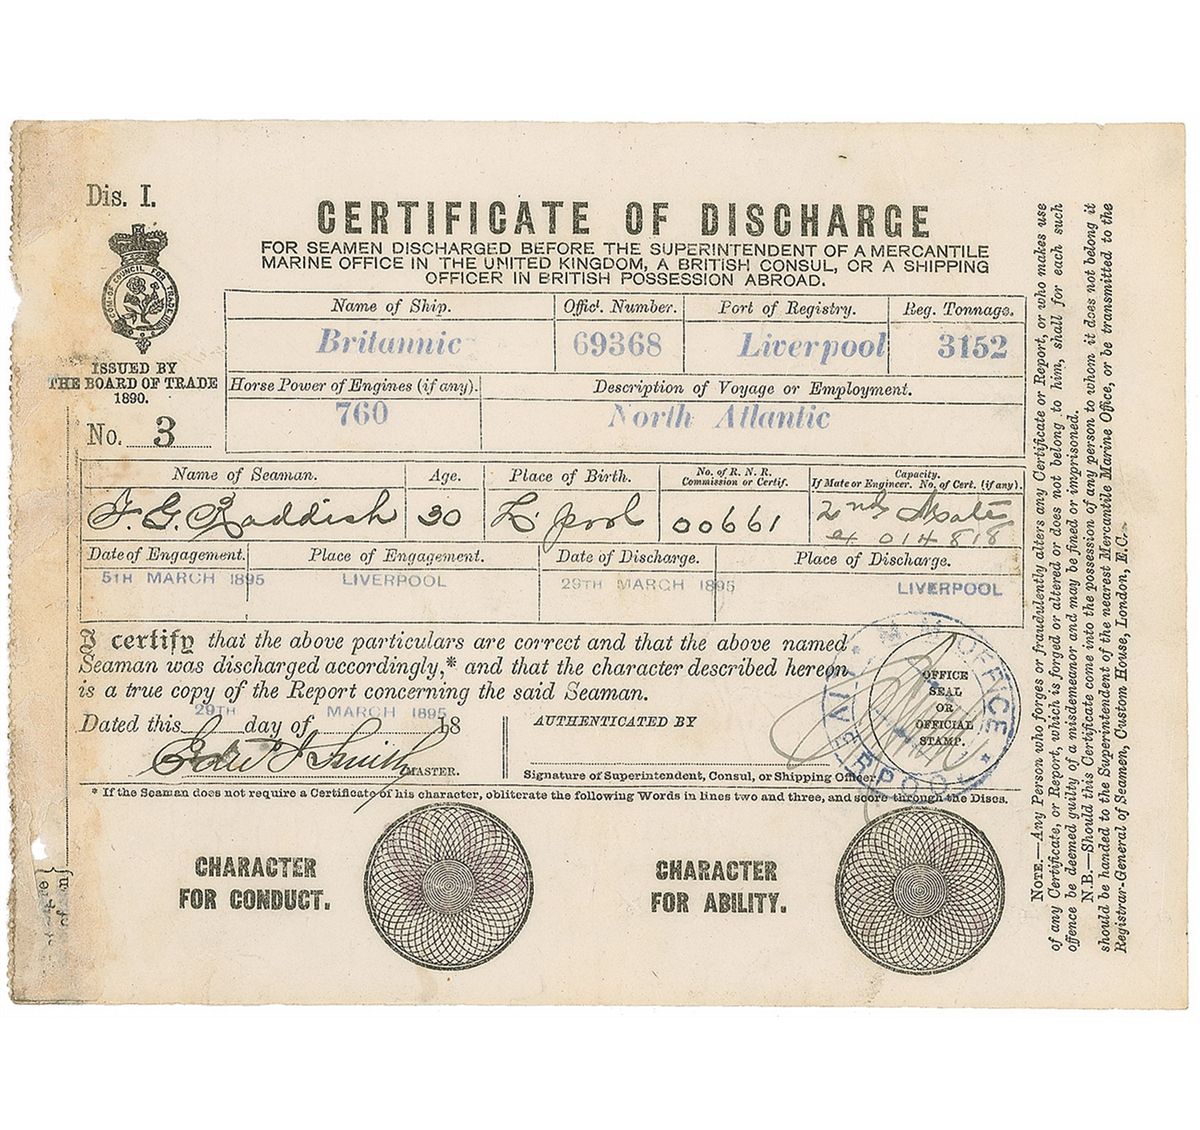 Dis. I.
CERTIFICATE OF DISCHARGE
FOR SEAMEN DISCHARGED BEFORE THE SUPERINTENDENT OF A MERCANTILE
MARINE OFFICE IN THE UNITED KINGDOM, A BRITISH CONSUL, OR A SHIPPING
OFFICER IN BRITISH POSSESSION ABROAD.
COUNCIL FOR TRADE
ISSUED BY
THE BOARD OF TRADE
1890.
No. 3
Name of Ship. Offici. Number. Port of Registry. Reg. Tonnage.
Britannic 69368 Liverpool 3152
Horse Power of Engines (if any). Description of Voyage or Employment.
760 North Atlantic
Name of Seaman. Age. Place of Birth. No. of R. N. R. Commission or Certif. Capacity. If Mate or Engineer. No. of Cert. (if any).
F. G. Raddish 30 L'pool 00661 2nd Mate
014818
Date of Engagement. Place of Engagement. Date of Discharge. Place of Discharge.
5TH MARCH 1895 LIVERPOOL 29TH MARCH 1895 LIVERPOOL
I certify that the above particulars are correct and that the above named
Seaman was discharged accordingly,* and that the character described hereon
is a true copy of the Report concerning the said Seaman.
29TH MARCH 1895
Dated this day of 18 AUTHENTICATED BY
Edwd J Smith MASTER.
Signature of Superintendent, Consul, or Shipping Officer
M. M. OFFICE * LIVERPOOL *
OFFICE
SEAL
OR
OFFICIAL
STAMP.
* If the Seaman does not require a Certificate of his character, obliterate the following Words in lines two and three, and score through the Discs.
CHARACTER
FOR CONDUCT.
CHARACTER
FOR ABILITY.
NOTE.—Any Person who forges or fraudulently alters any Certificate or Report, or who makes use
of any Certificate, or Report, which is forged or altered or does not belong to him, shall for each such
offence be deemed guilty of a misdemeanor and may be fined or imprisoned.
N.B.—Should this Certificate come into the possession of any person to whom it does not belong it
should be handed to the Superintendent of the nearest Mercantile Marine Office, or be transmitted to the
Registrar-General of Seamen, Custom House, London, E.C.